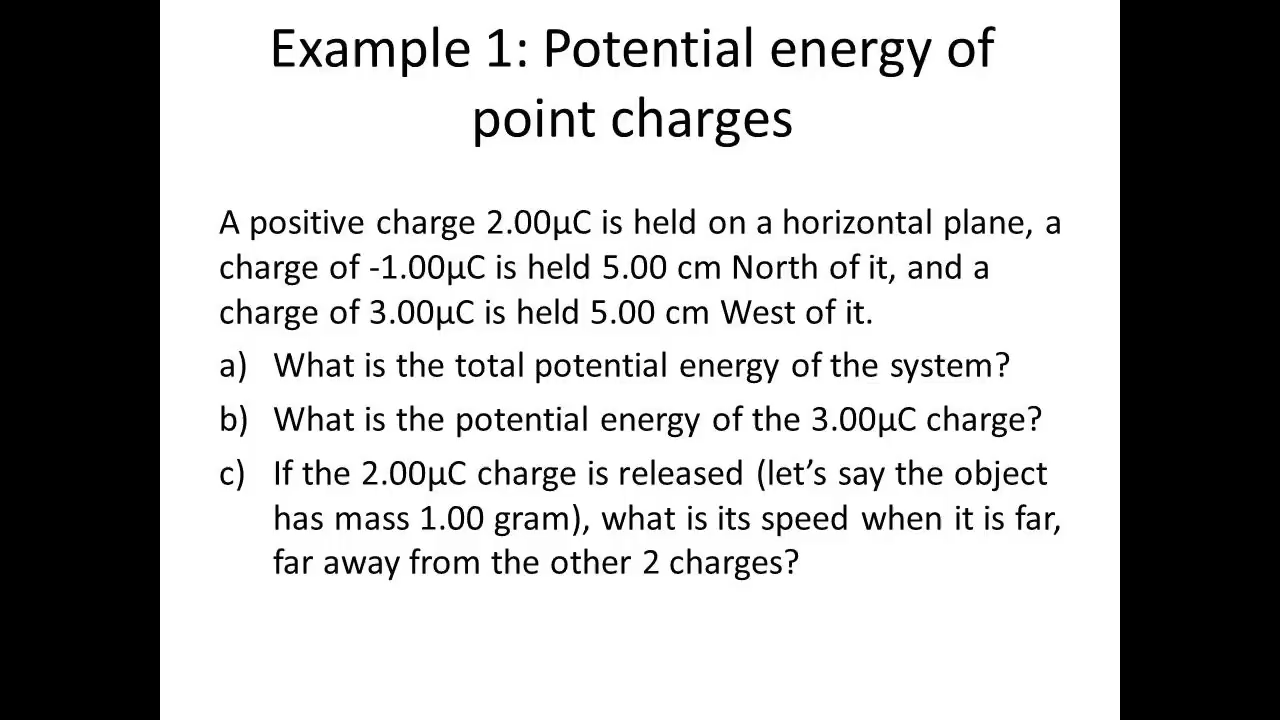 Example 1: Potential energy of
point charges
A positive charge 2.00μC is held on a horizontal plane, a
charge of -1.00μC is held 5.00 cm North of it, and a
charge of 3.00μC is held 5.00 cm West of it.
a) What is the total potential energy of the system?
b) What is the potential energy of the 3.00μC charge?
c) If the 2.00μC charge is released (let’s say the object
has mass 1.00 gram), what is its speed when it is far,
far away from the other 2 charges?